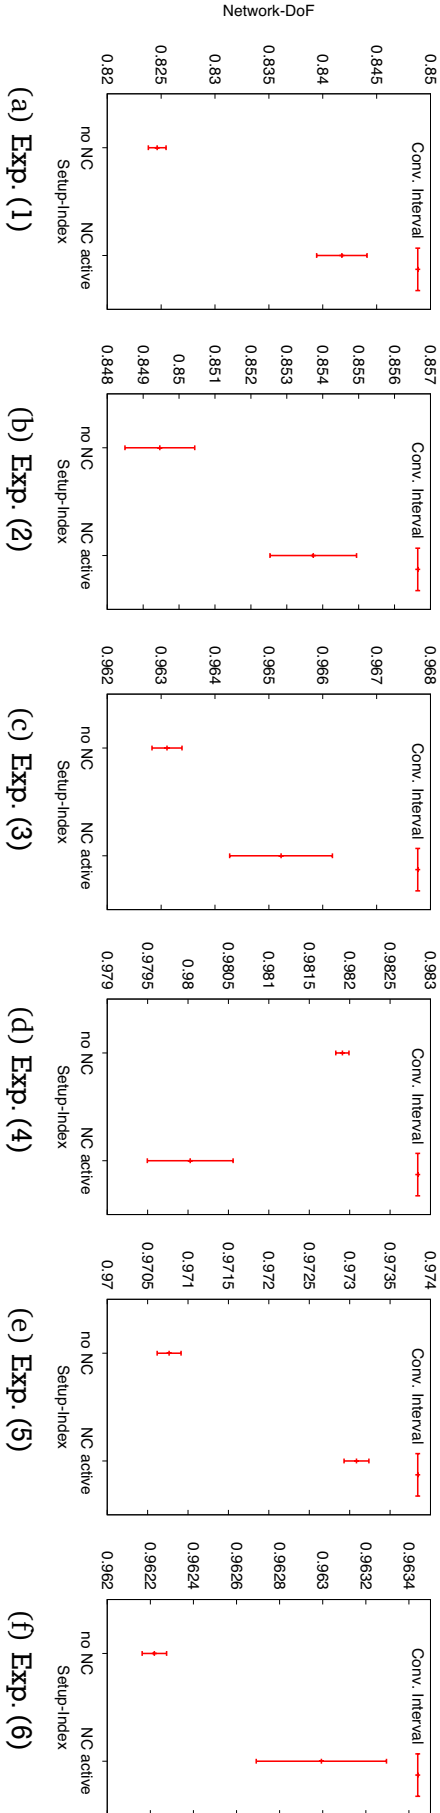 Network-DoF
0.85
0.845
0.84
0.835
0.83
0.825
0.82
Conv. Interval
no NC
NC active
Setup-Index
(a) Exp. (1)
0.857
0.856
0.855
0.854
0.853
0.852
0.851
0.85
0.849
0.848
Conv. Interval
no NC
NC active
Setup-Index
(b) Exp. (2)
0.968
0.967
0.966
0.965
0.964
0.963
0.962
Conv. Interval
no NC
NC active
Setup-Index
(c) Exp. (3)
0.983
0.9825
0.982
0.9815
0.981
0.9805
0.98
0.9795
0.979
Conv. Interval
no NC
NC active
Setup-Index
(d) Exp. (4)
0.974
0.9735
0.973
0.9725
0.972
0.9715
0.971
0.9705
0.97
Conv. Interval
no NC
NC active
Setup-Index
(e) Exp. (5)
0.9634
0.9632
0.963
0.9628
0.9626
0.9624
0.9622
0.962
Conv. Interval
no NC
NC active
Setup-Index
(f) Exp. (6)